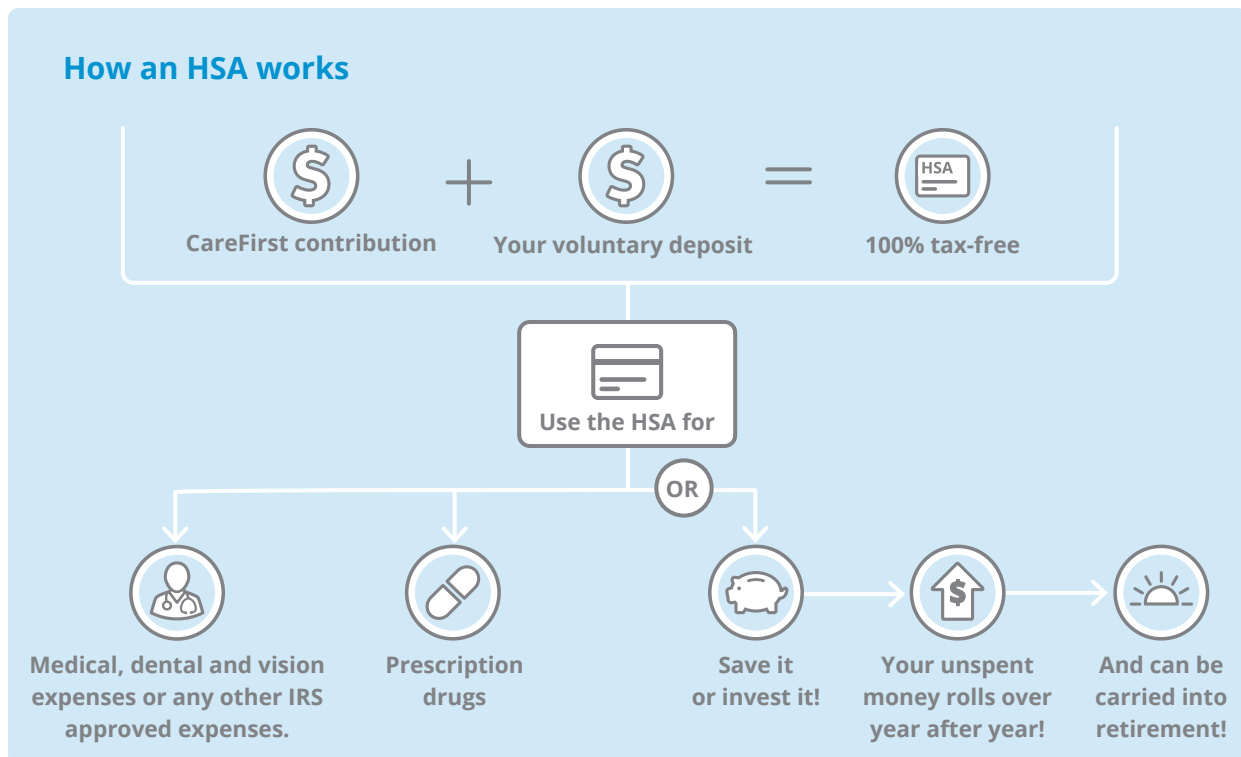 How an HSA works
$
+
$
=
HSA
CareFirst contribution
Your voluntary deposit
100% tax-free
Use the HSA for
OR
$
Medical, dental and vision
expenses or any other IRS
approved expenses.
Prescription
drugs
Save it
or invest it!
Your unspent
money rolls over
year after year!
And can be
carried into
retirement!